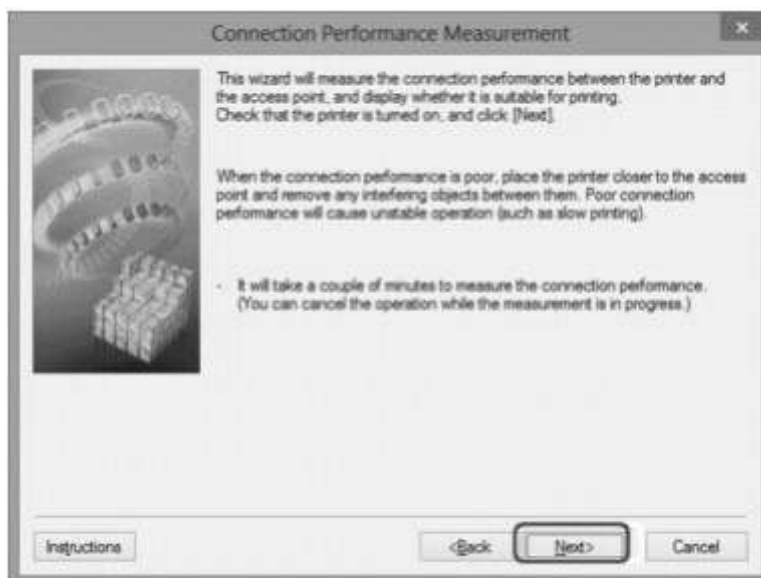 Connection Performance Measurement
This wizard will measure the connection performance between the printer and
the access point, and display whether it is suitable for printing.
Check that the printer is turned on, and click [Next].
When the connection performance is poor, place the printer closer to the access
point and remove any interfering objects between them. Poor connection
performance will cause unstable operation (such as slow printing).
- It will take a couple of minutes to measure the connection performance.
(You can cancel the operation while the measurement is in progress.)
Instructions <Back Next> Cancel